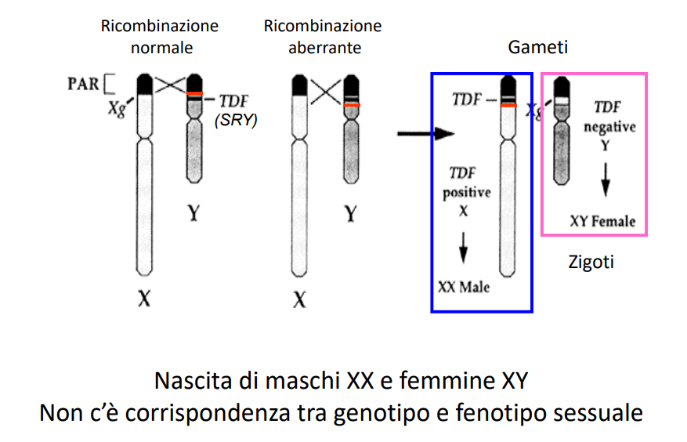 Ricombinazione
normale
Ricombinazione
aberrante
Gameti
PAR
Xg
TDF
(SRY)
Y
X
Y
X
TDF
TDF
positive
X
XX Male
Xg
TDF
negative
Y
XY Female
Zigoti
Nascita di maschi XX e femmine XY
Non c'è corrispondenza tra genotipo e fenotipo sessuale